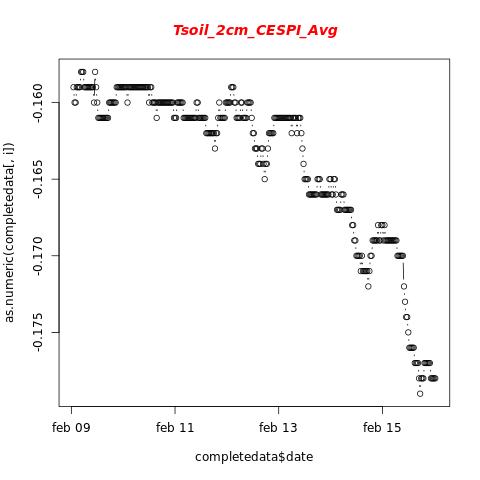 Tsoil_2cm_CESPI_Avg
as.numeric(completedata[, i])
-0.160
-0.165
-0.170
-0.175
feb 09 feb 11 feb 13 feb 15
completedata$date